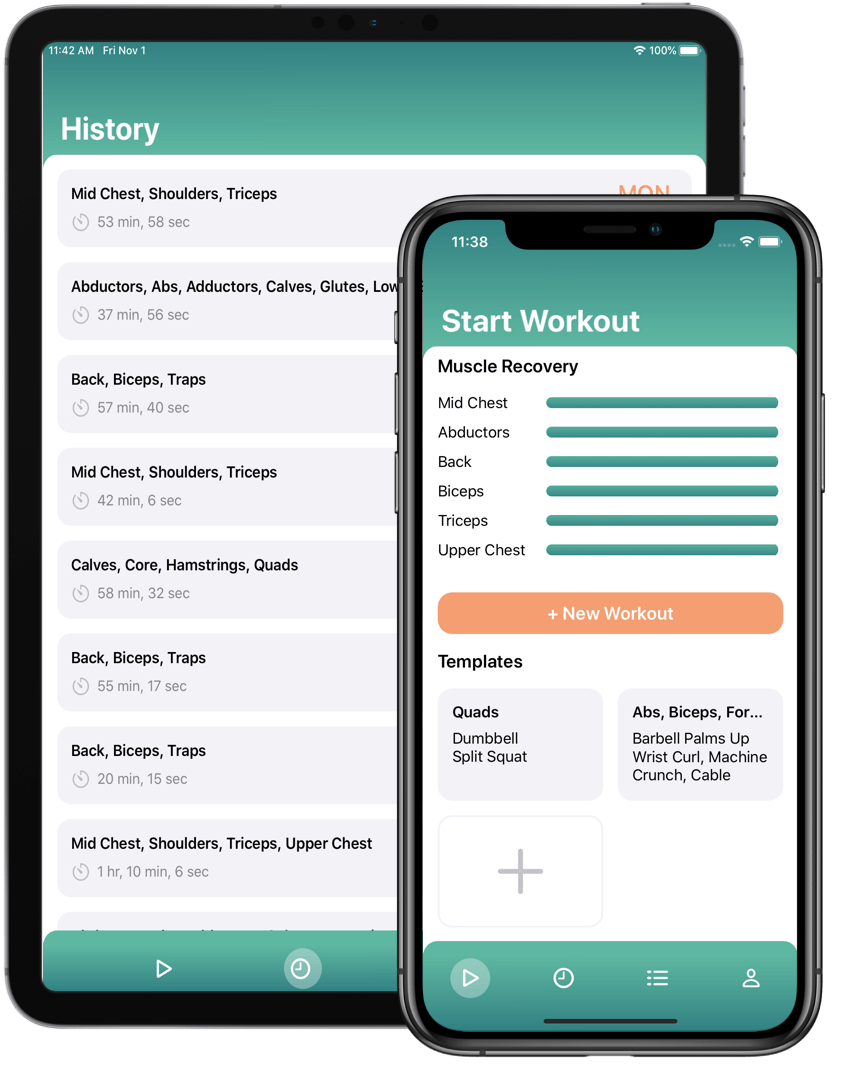 11:42 AM Fri Nov 1
100%
History
Mid Chest, Shoulders, Triceps
MON
53 min, 58 sec
Abductors, Abs, Adductors, Calves, Glutes, Low
37 min, 56 sec
Back, Biceps, Traps
57 min, 40 sec
Mid Chest, Shoulders, Triceps
42 min, 6 sec
Calves, Core, Hamstrings, Quads
58 min, 32 sec
Back, Biceps, Traps
55 min, 17 sec
Back, Biceps, Traps
20 min, 15 sec
Mid Chest, Shoulders, Triceps, Upper Chest
1 hr, 10 min, 6 sec
11:38
Start Workout
Muscle Recovery
Mid Chest
Abductors
Back
Biceps
Triceps
Upper Chest
+ New Workout
Templates
Quads
Dumbbell
Split Squat
Abs, Biceps, For...
Barbell Palms Up
Wrist Curl, Machine
Crunch, Cable